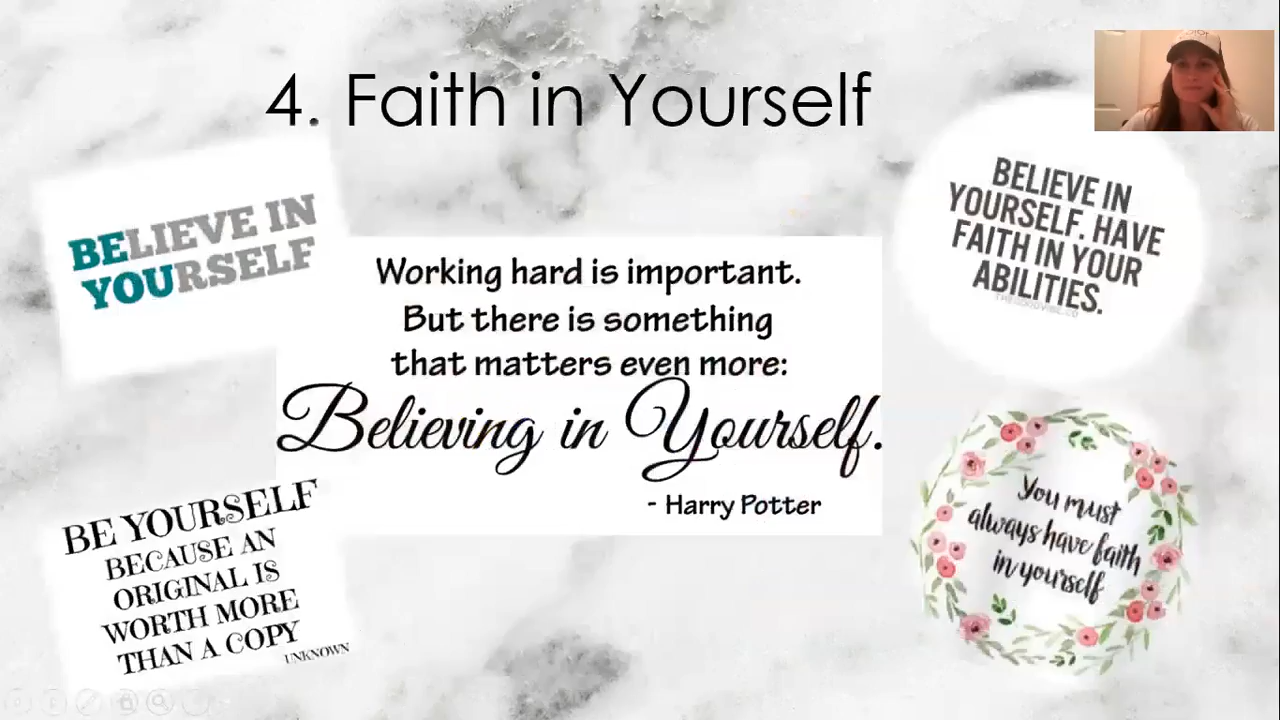 4. Faith in Yourself
BELIEVE IN
YOURSELF
Working hard is important.
But there is something
that matters even more:
Believing in Yourself.
- Harry Potter
BELIEVE IN
YOURSELF. HAVE
FAITH IN YOUR
ABILITIES.
BE YOURSELF
BECAUSE AN
ORIGINAL IS
WORTH MORE
THAN A COPY
UNKNOWN
You must
always have faith
in yourself